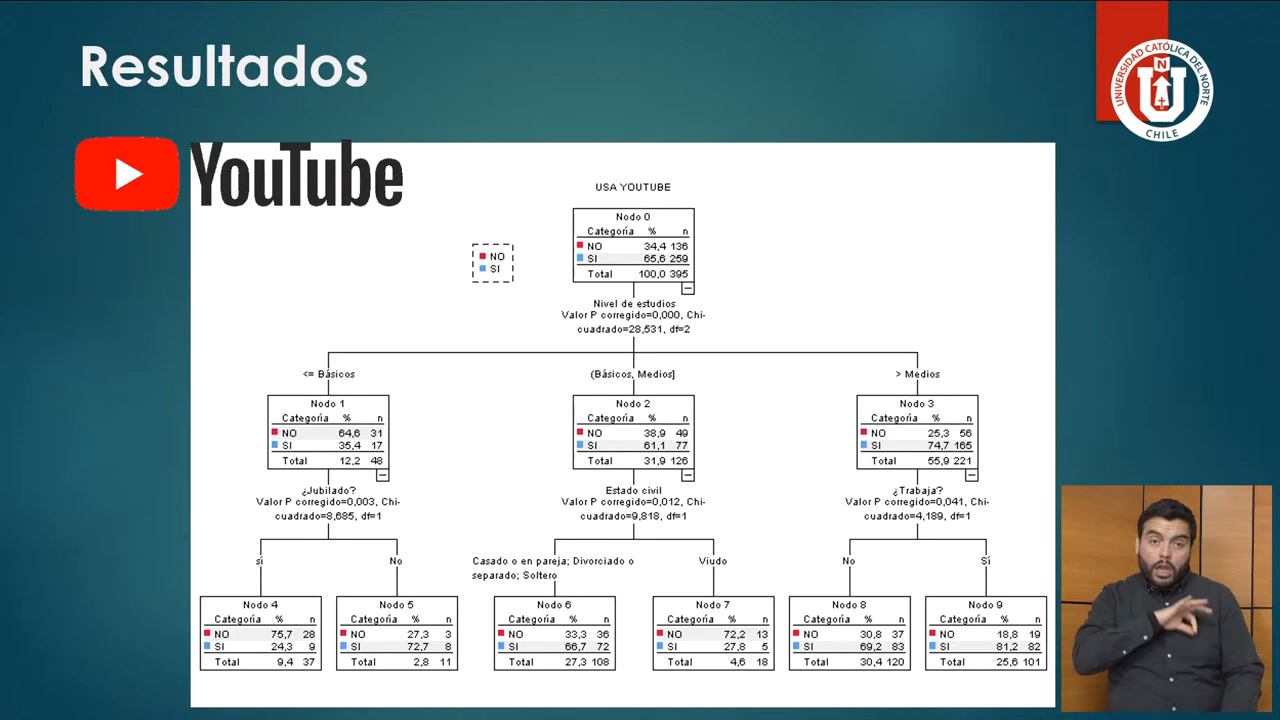 Resultados
UNIVERSIDAD CATÓLICA DEL NORTE
N
CHILE
YouTube
USA YOUTUBE
Nodo 0
Categoría % n
NO 34,4 136
SI 65,6 259
Total 100,0 395
NO
SI
Nivel de estudios
Valor P corregido=0,000, Chi-
cuadrado=28,531, df=2
<= Básicos
(Básicos, Medios]
> Medios
Nodo 1
Categoría % n
NO 64,6 31
SI 35,4 17
Total 12,2 48
Nodo 2
Categoría % n
NO 38,9 49
SI 61,1 77
Total 31,9 126
Nodo 3
Categoría % n
NO 25,3 56
SI 74,7 165
Total 55,9 221
¿Jubilado?
Valor P corregido=0,003, Chi-
cuadrado=8,685, df=1
Estado civil
Valor P corregido=0,012, Chi-
cuadrado=9,818, df=1
¿Trabaja?
Valor P corregido=0,041, Chi-
cuadrado=4,189, df=1
sí
No
Casado o en pareja; Divorciado o
separado; Soltero
Viudo
No
Sí
Nodo 4
Categoría % n
NO 75,7 28
SI 24,3 9
Total 9,4 37
Nodo 5
Categoría % n
NO 27,3 3
SI 72,7 8
Total 2,8 11
Nodo 6
Categoría % n
NO 33,3 36
SI 66,7 72
Total 27,3 108
Nodo 7
Categoría % n
NO 72,2 13
SI 27,8 5
Total 4,6 18
Nodo 8
Categoría % n
NO 30,8 37
SI 69,2 83
Total 30,4 120
Nodo 9
Categoría % n
NO 18,8 19
SI 81,2 82
Total 25,6 101